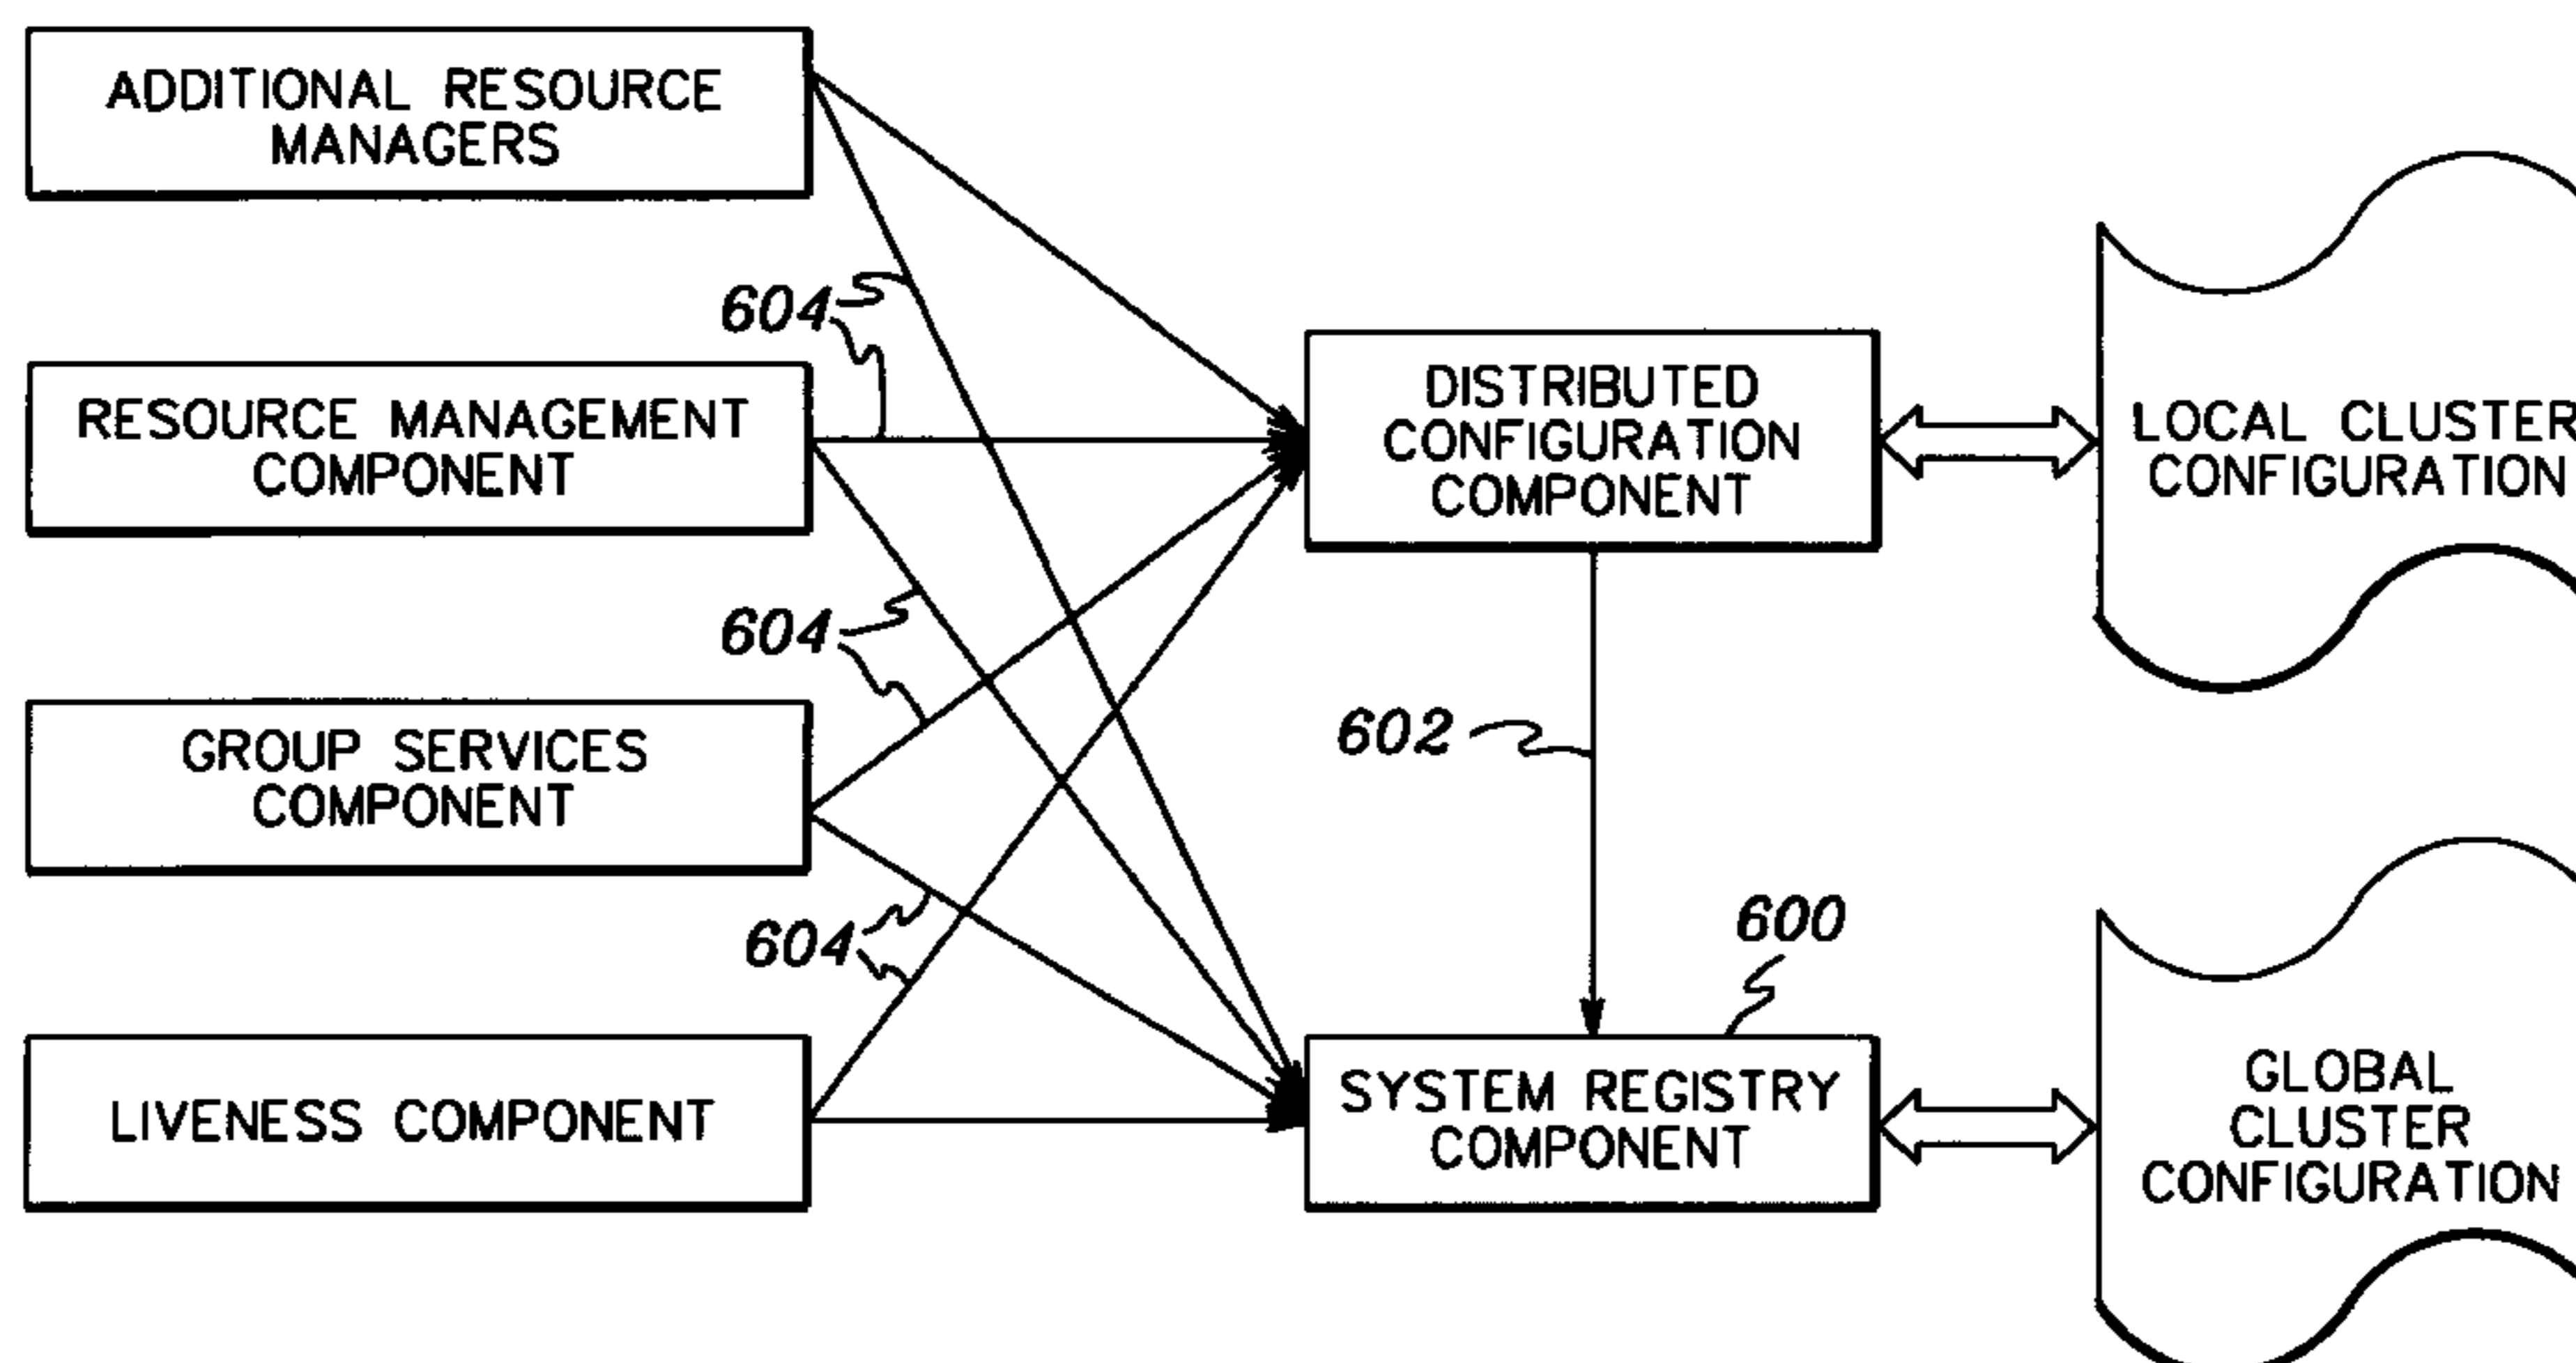 ADDITIONAL RESOURCE
MANAGERS
604
RESOURCE MANAGEMENT
COMPONENT
DISTRIBUTED
CONFIGURATION
COMPONENT
LOCAL CLUSTER
CONFIGURATION
604
GROUP SERVICES
COMPONENT
602
604
600
LIVENESS COMPONENT
SYSTEM REGISTRY
COMPONENT
GLOBAL
CLUSTER
CONFIGURATION